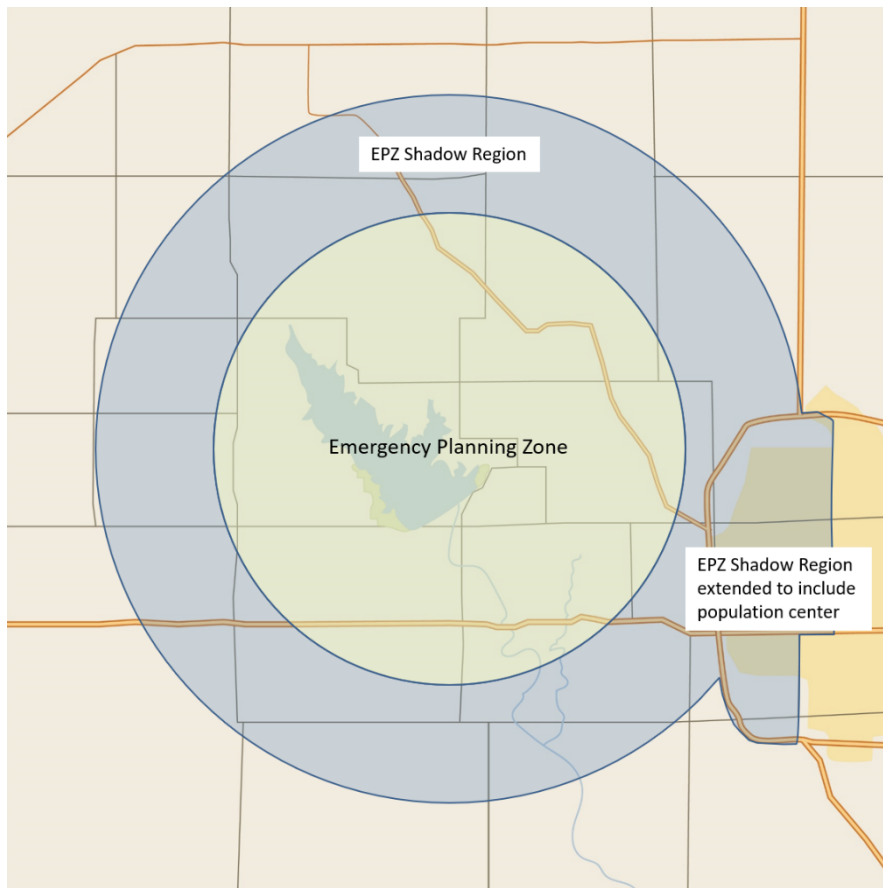 EPZ Shadow Region
Emergency Planning Zone
EPZ Shadow Region
extended to include
population center